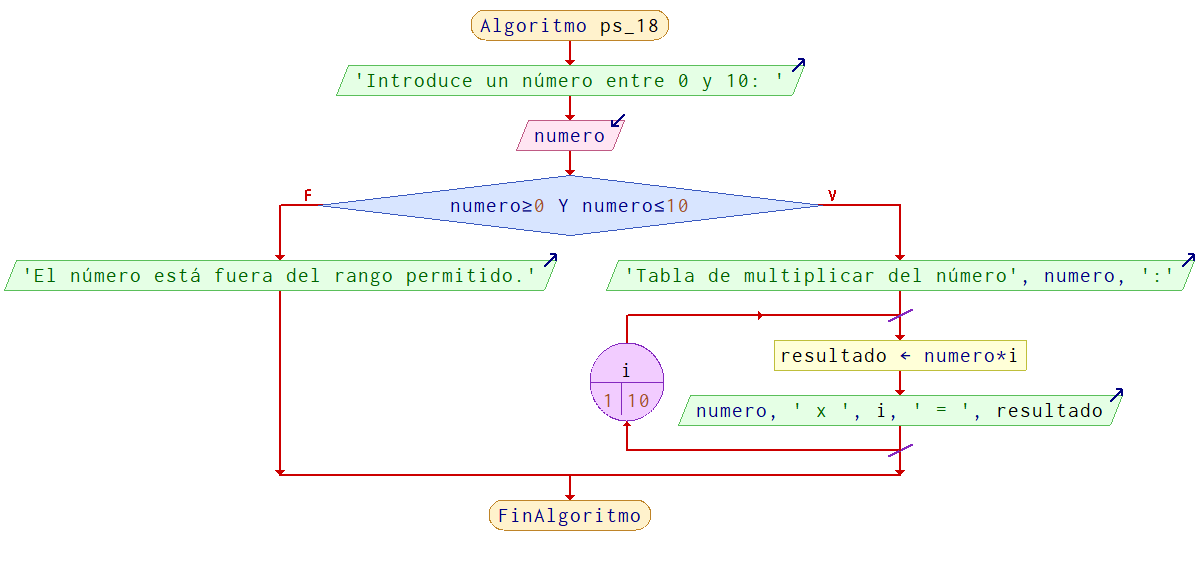 Algoritmo ps_18
'Introduce un número entre 0 y 10: '
numero
F
V
numero≥0 Y numero≤10
'El número está fuera del rango permitido.'
'Tabla de multiplicar del número', numero, ':'
resultado ← numero*i
i
1 10
numero, ' x ', i, ' = ', resultado
FinAlgoritmo